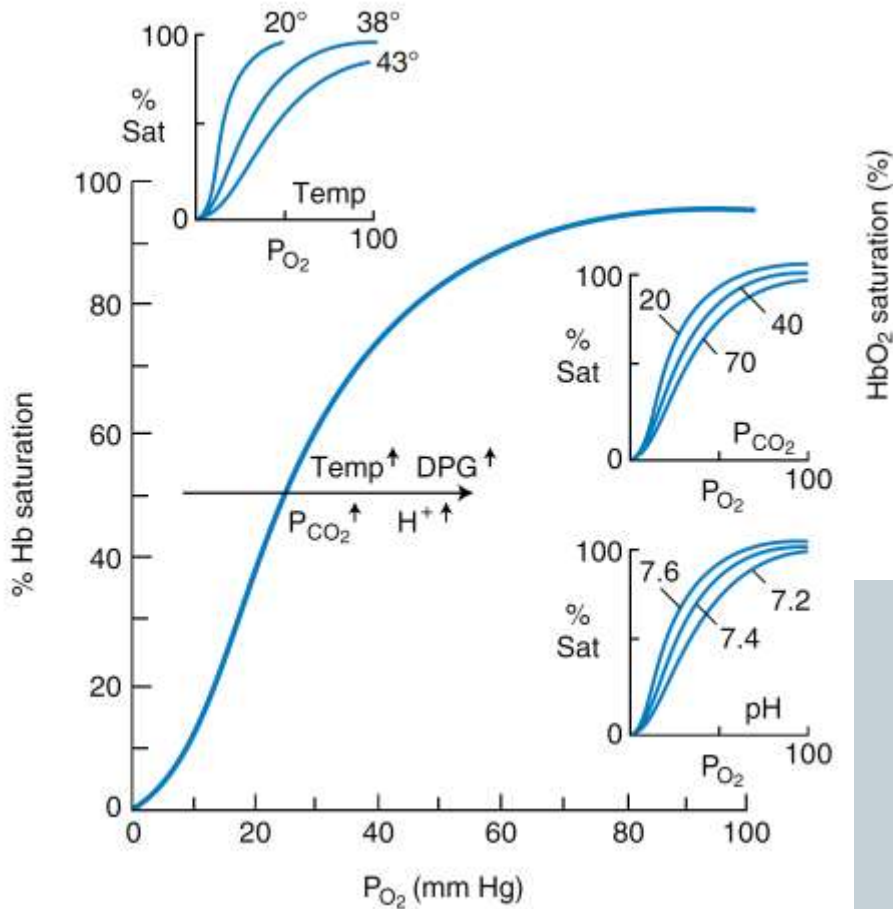 100
20°
38°
43°
%
Sat
0
Temp
100
PO2
100
80
60
40
20
0
% Hb saturation
Temp↑ DPG↑
PCO2↑ H+↑
0 20 40 60 80 100
PO2 (mm Hg)
100
20
40
70
%
Sat
0
PCO2
100
PO2
100
7.6
7.4
7.2
%
Sat
0
pH
100
PO2
HbO2 saturation (%)